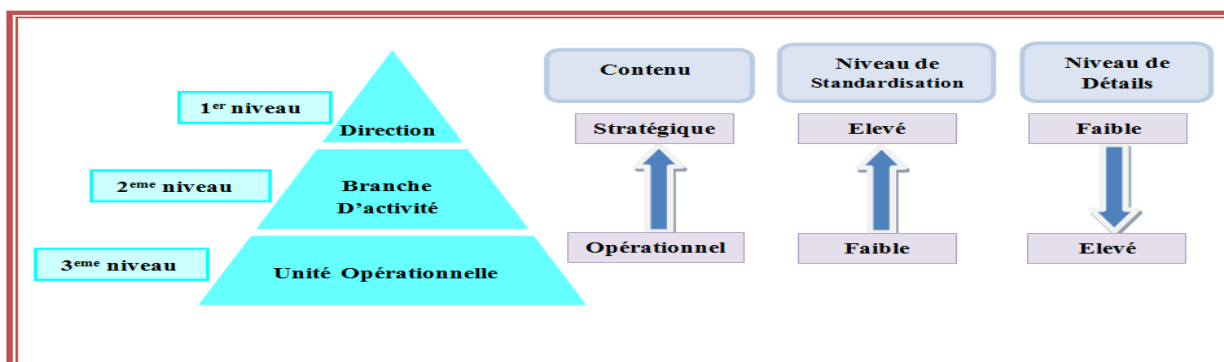 Contenu
Niveau de
Standardisation
Niveau de
Détails
1er niveau
Direction
Stratégique
Elevé
Faible
2eme niveau
Branche
D’activité
3eme niveau
Unité Opérationnelle
Opérationnel
Faible
Elevé